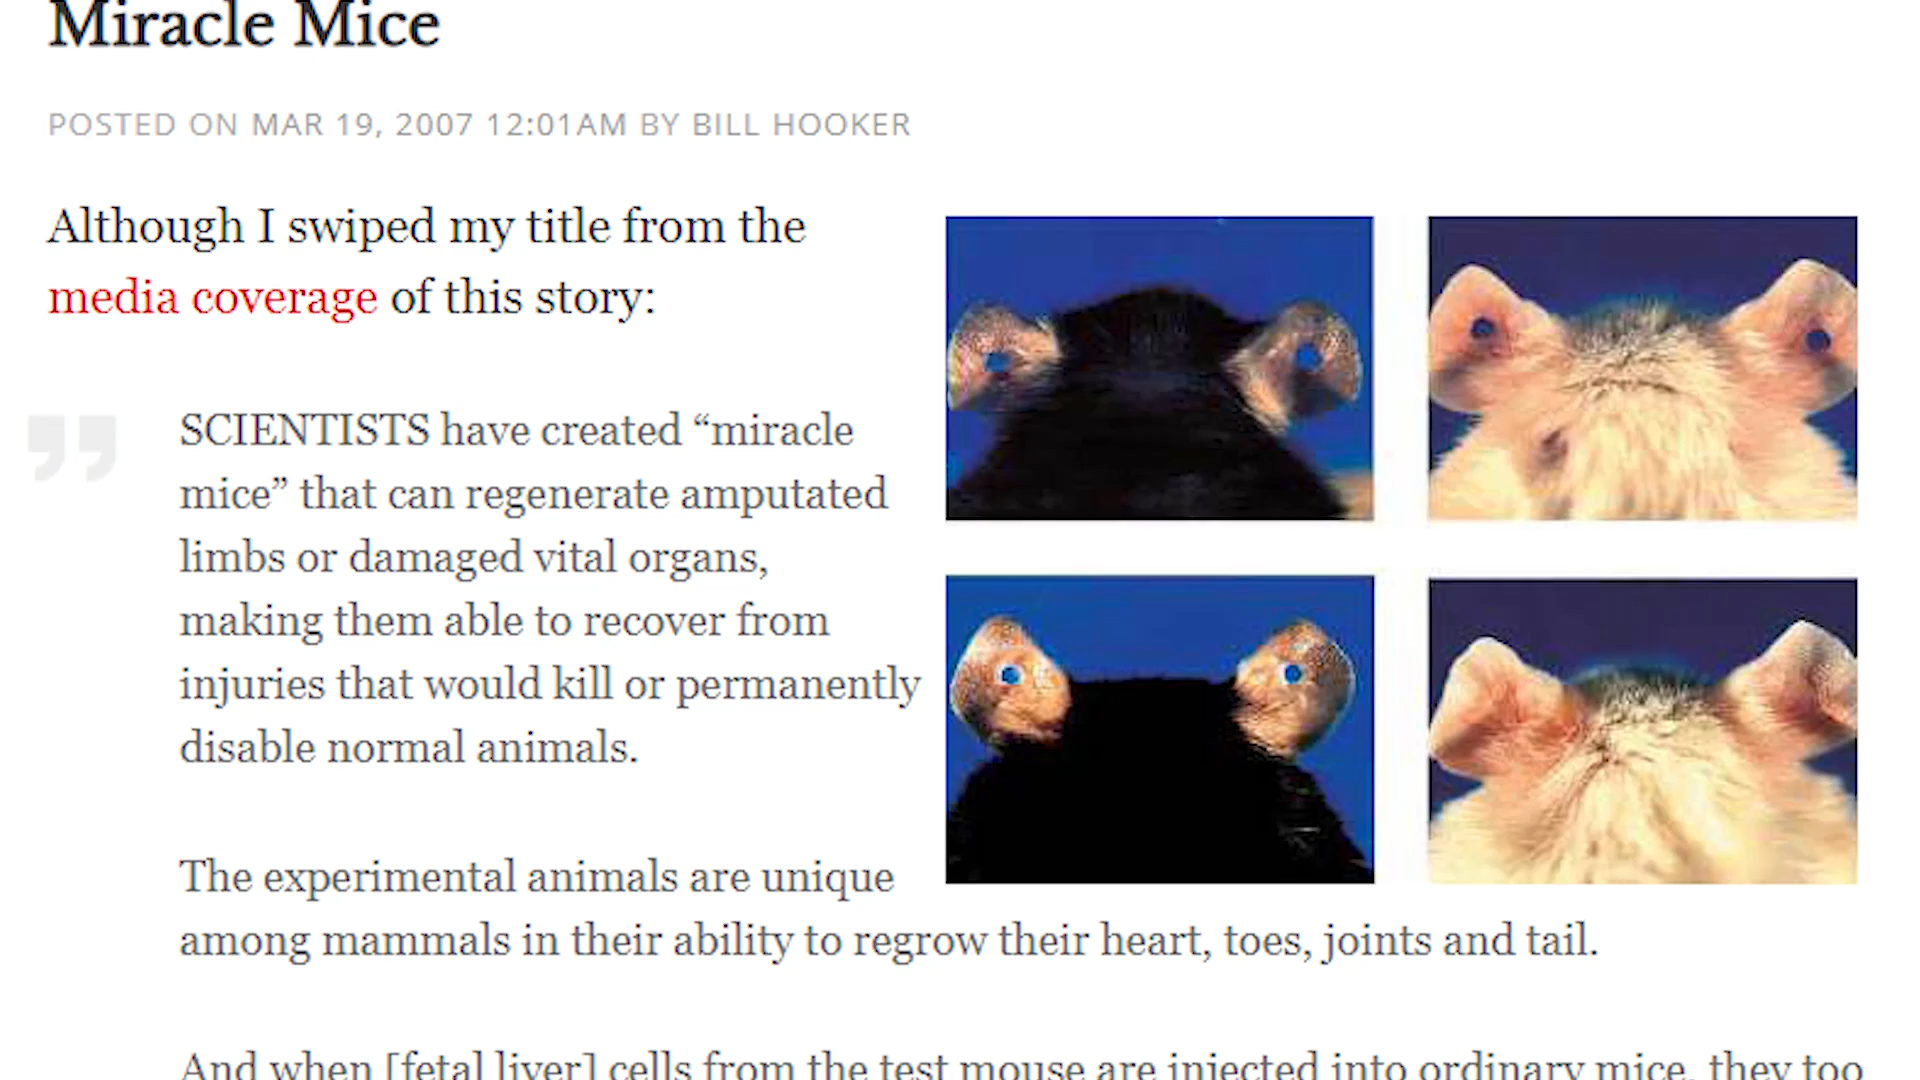 Miracle Mice
POSTED ON MAR 19, 2007 12:01AM BY BILL HOOKER
Although I swiped my title from the
media coverage of this story:
SCIENTISTS have created “miracle
mice” that can regenerate amputated
limbs or damaged vital organs,
making them able to recover from
injuries that would kill or permanently
disable normal animals.
The experimental animals are unique
among mammals in their ability to regrow their heart, toes, joints and tail.
And when [fetal liver] cells from the test mouse are injected into ordinary mice, they too